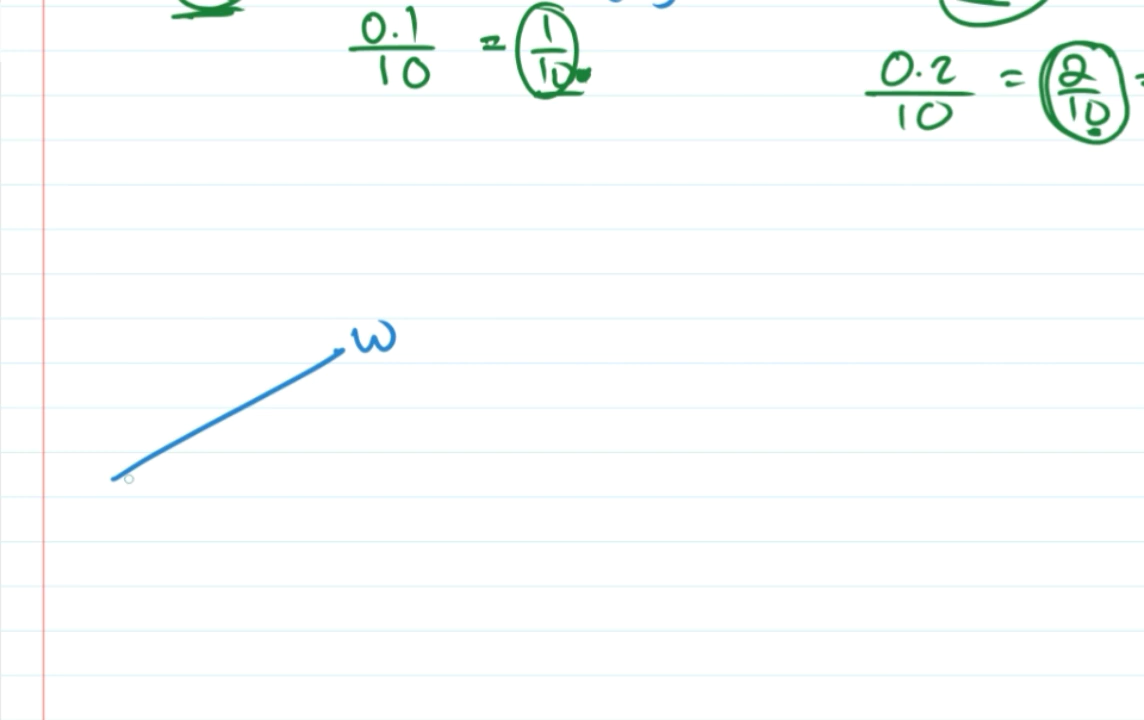 0.1/10 = 1/10
0.2/10 = 2/10 =
W